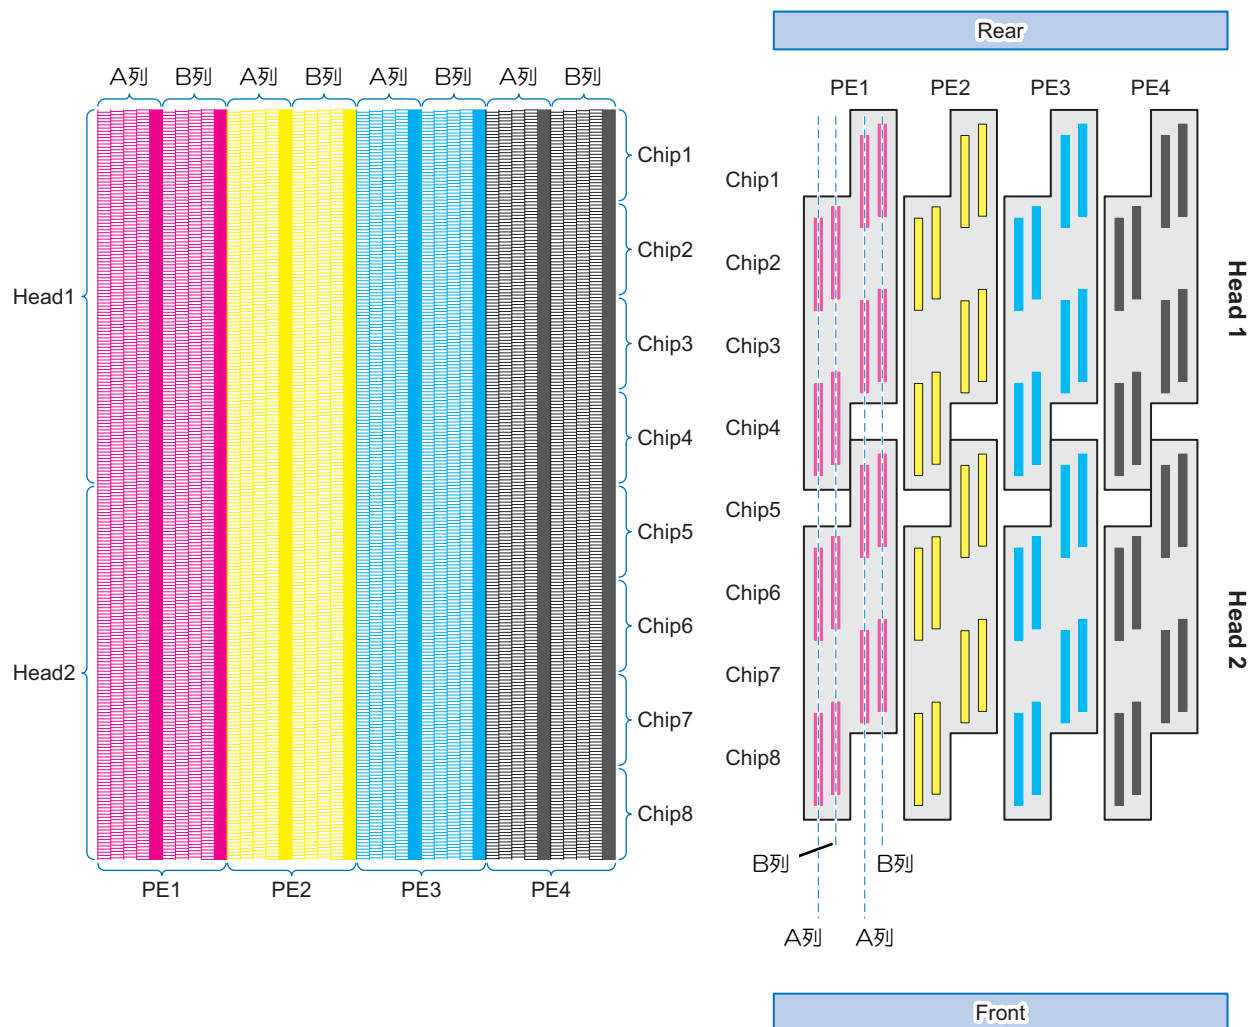 A列 B列 A列 B列 A列 B列 A列 B列
Head1
Head2
Chip1
Chip2
Chip3
Chip4
Chip5
Chip6
Chip7
Chip8
PE1 PE2 PE3 PE4
Rear
PE1 PE2 PE3 PE4
Chip1
Chip2
Chip3
Chip4
Chip5
Chip6
Chip7
Chip8
Head 1
Head 2
B列 B列
A列 A列
Front